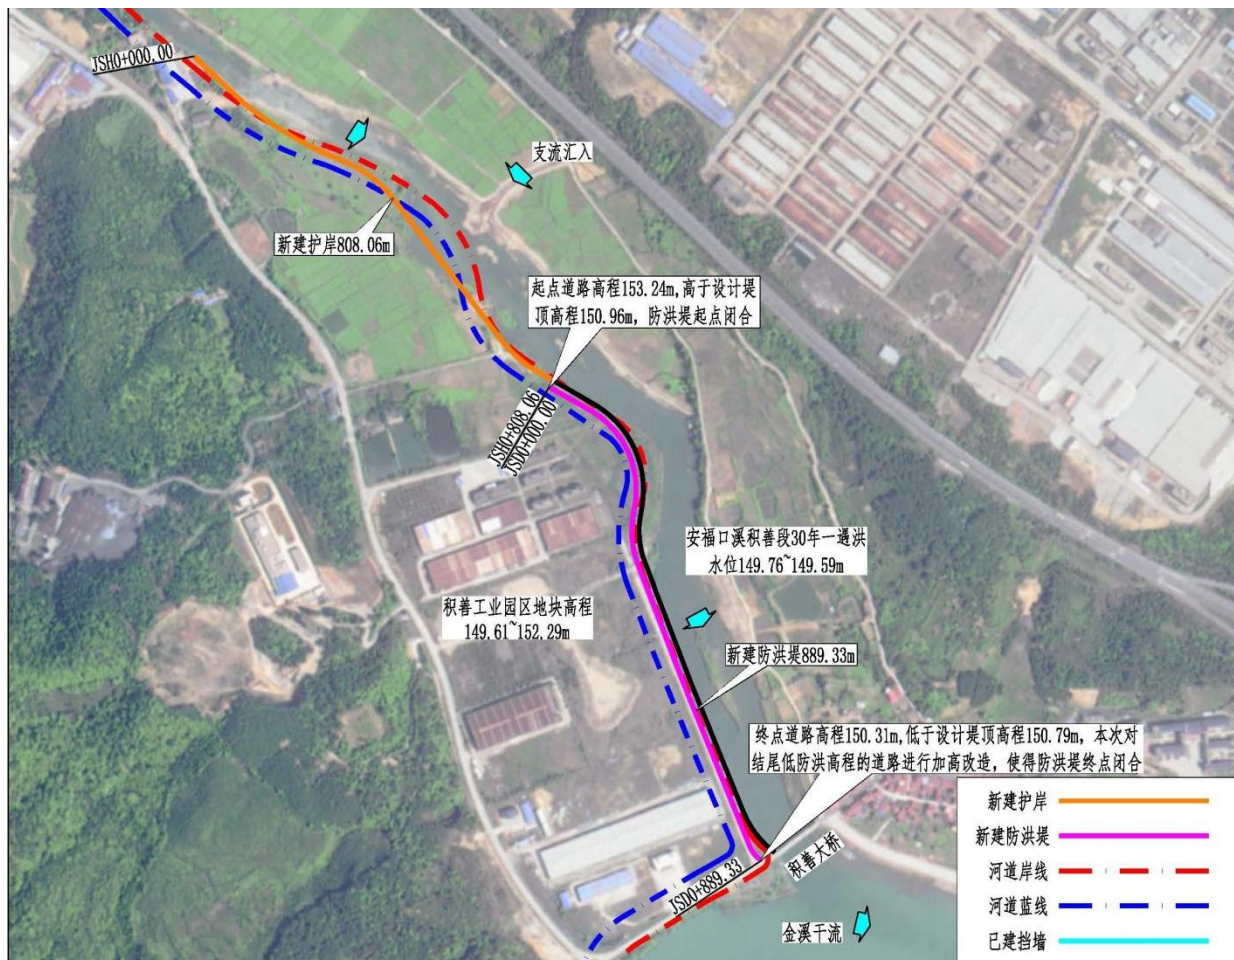 JSH0+000.00
支流汇入
新建护岸808.06m
起点道路高程153.24m,高于设计堤
顶高程150.96m，防洪堤起点闭合
JSH0+808.06
JSD0+000.00
安福口溪积善段30年一遇洪
水位149.76~149.59m
积善工业园区地块高程
149.61~152.29m
新建防洪堤889.33m
终点道路高程150.31m,低于设计堤顶高程150.79m，本次对
结尾低防洪高程的道路进行加高改造，使得防洪堤终点闭合
积善大桥
JSD0+889.33
金溪干流
新建护岸
新建防洪堤
河道岸线
河道蓝线
已建挡墙